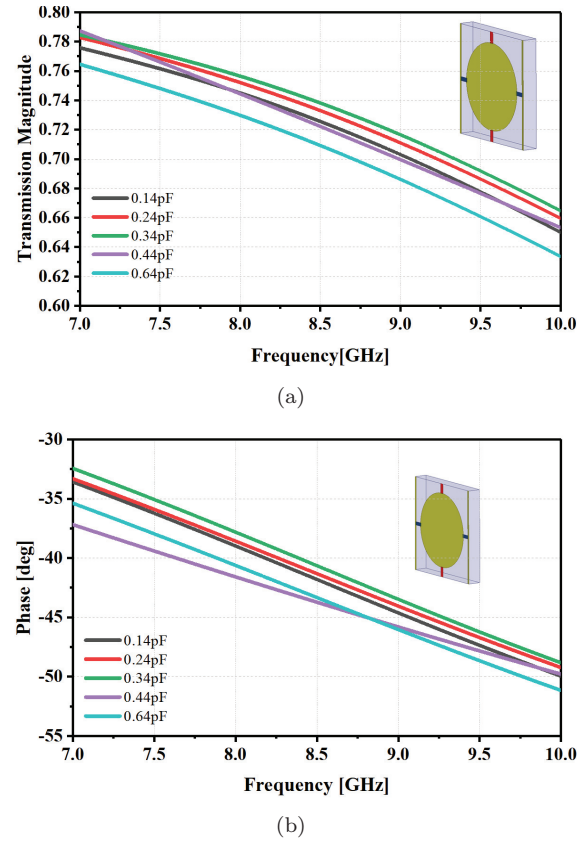 0.80
0.78
0.76
0.74
0.72
0.70
0.68
0.66
0.64
0.62
0.60
Transmission Magnitude
0.14pF
0.24pF
0.34pF
0.44pF
0.64pF
7.0 7.5 8.0 8.5 9.0 9.5 10.0
Frequency[GHz]
(a)
-30
-35
-40
-45
-50
-55
Phase [deg]
0.14pF
0.24pF
0.34pF
0.44pF
0.64pF
7.0 7.5 8.0 8.5 9.0 9.5 10.0
Frequency [GHz]
(b)